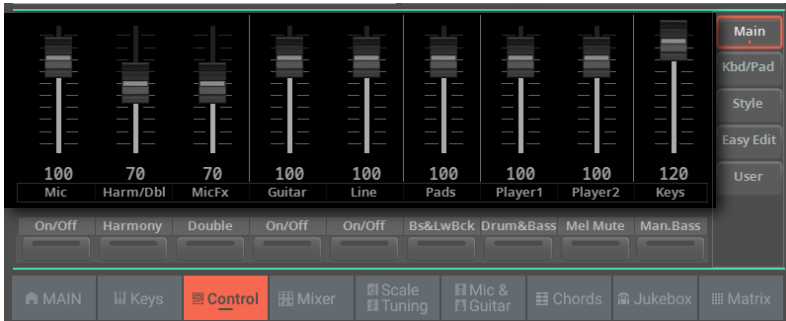 Main
Kbd/Pad
Style
Easy Edit
User
100 70 70 100 100 100 100 100 120
Mic Harm/Dbl MicFx Guitar Line Pads Player1 Player2 Keys
On/Off Harmony Double On/Off On/Off Bs&LwBck Drum&Bass Mel Mute Man.Bass
MAIN Keys Control Mixer Scale Tuning Mic & Guitar Chords Jukebox Matrix